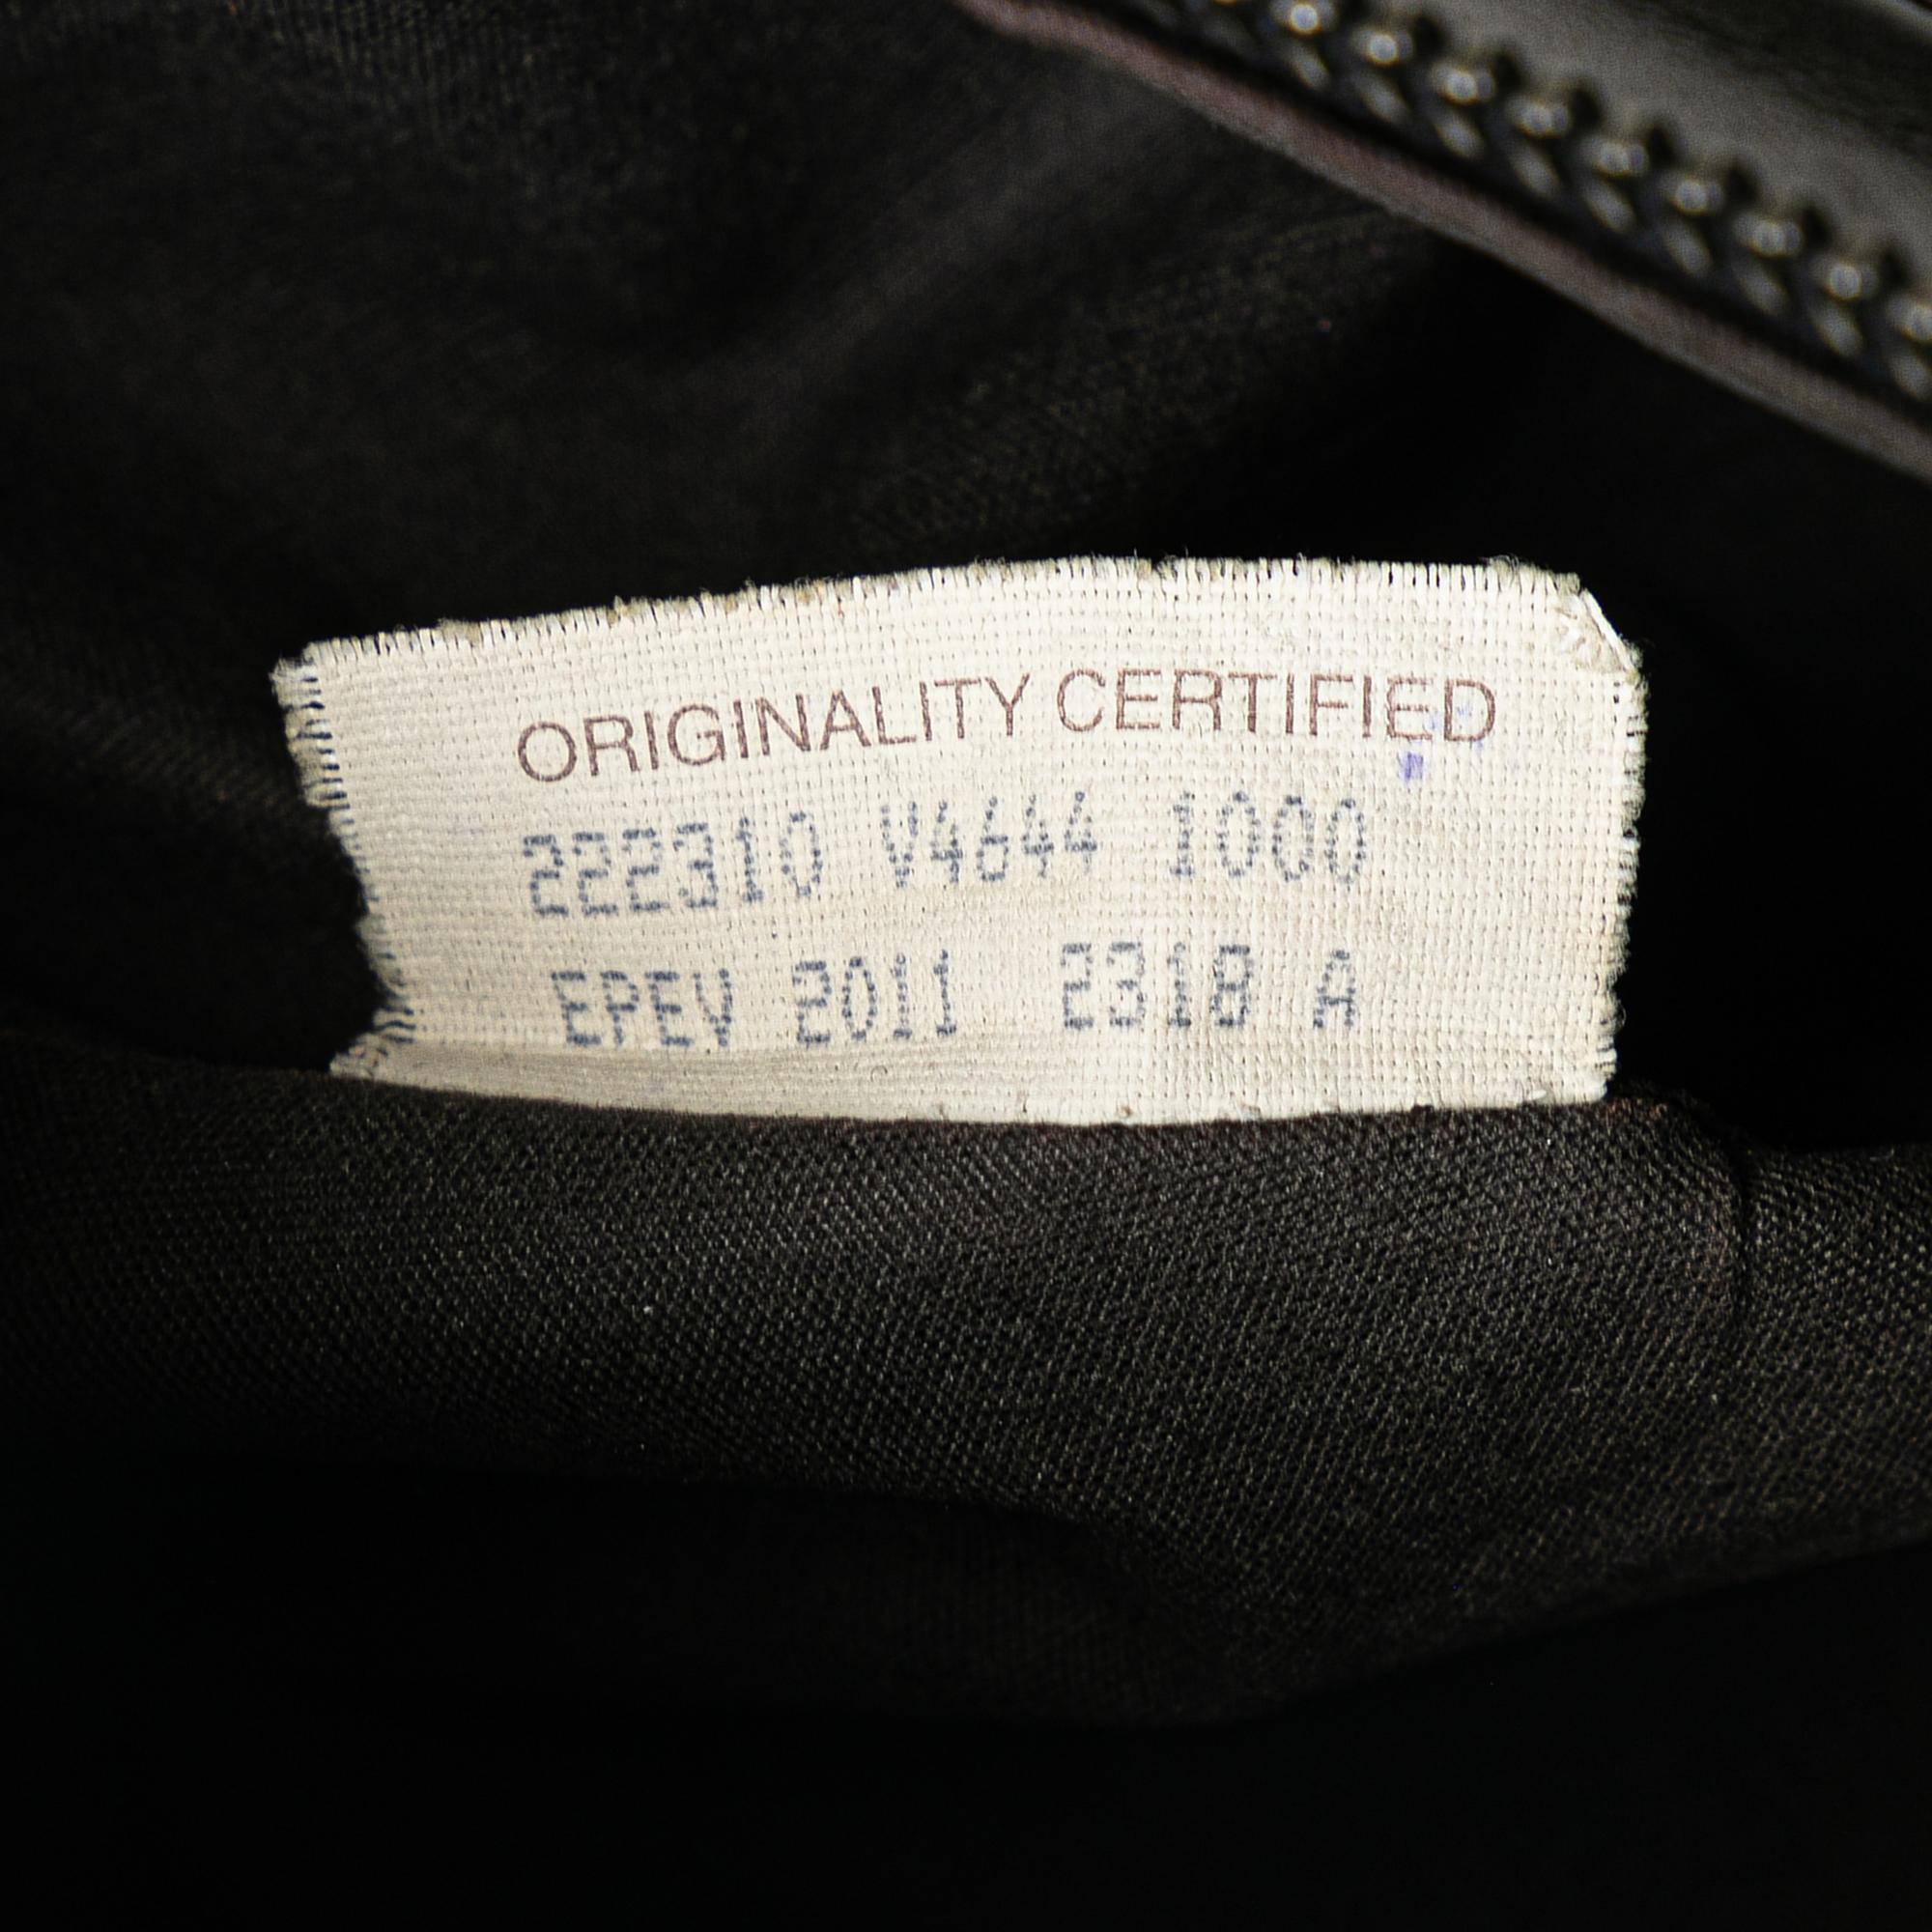 ORIGINALITY CERTIFIED
222310 V4644 1000
EPEV 2011 2318 A